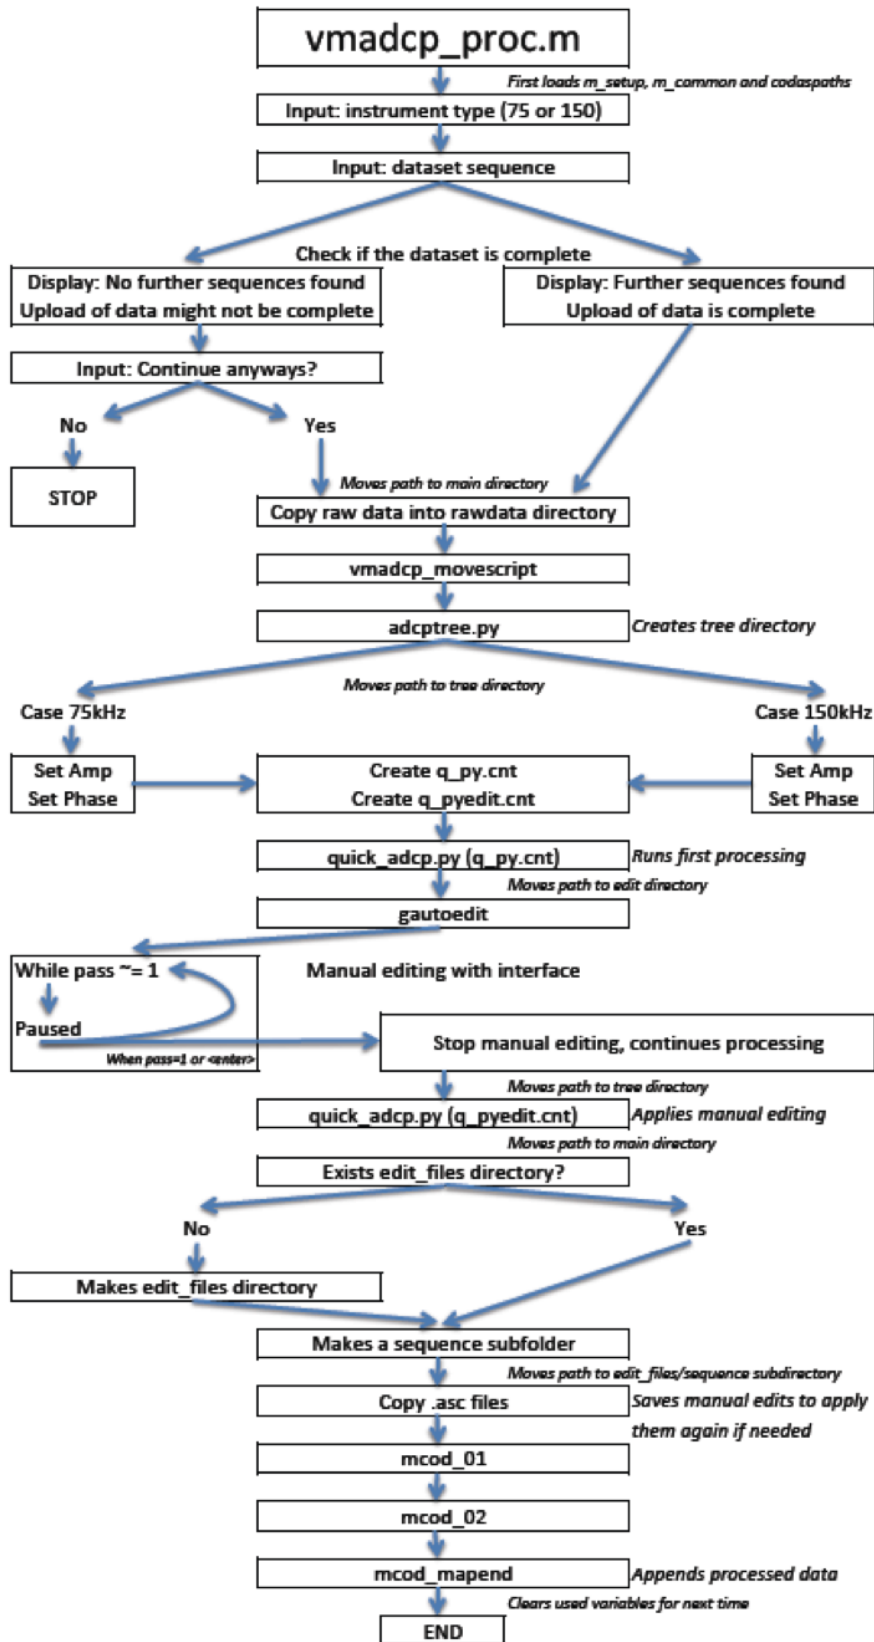 vmadcp_proc.m
First loads m_setup, m_common and codaspaths
Input: instrument type (75 or 150)
Input: dataset sequence
Check if the dataset is complete
Display: No further sequences found
Upload of data might not be complete
Display: Further sequences found
Upload of data is complete
Input: Continue anyways?
No
Yes
STOP
Moves path to main directory
Copy raw data into rawdata directory
vmadcp_movescript
adcptree.py
Creates tree directory
Moves path to tree directory
Case 75kHz
Case 150kHz
Set Amp
Set Phase
Create q_py.cnt
Create q_pyedit.cnt
Set Amp
Set Phase
quick_adcp.py (q_py.cnt)
Runs first processing
Moves path to edit directory
gautoedit
While pass ~= 1
Manual editing with interface
Paused
When pass=1 or <enter>
Stop manual editing, continues processing
Moves path to tree directory
quick_adcp.py (q_pyedit.cnt)
Applies manual editing
Moves path to main directory
Exists edit_files directory?
No
Yes
Makes edit_files directory
Makes a sequence subfolder
Moves path to edit_files/sequence subdirectory
Copy .asc files
Saves manual edits to apply
them again if needed
mcod_01
mcod_02
mcod_mapend
Appends processed data
Clears used variables for next time
END